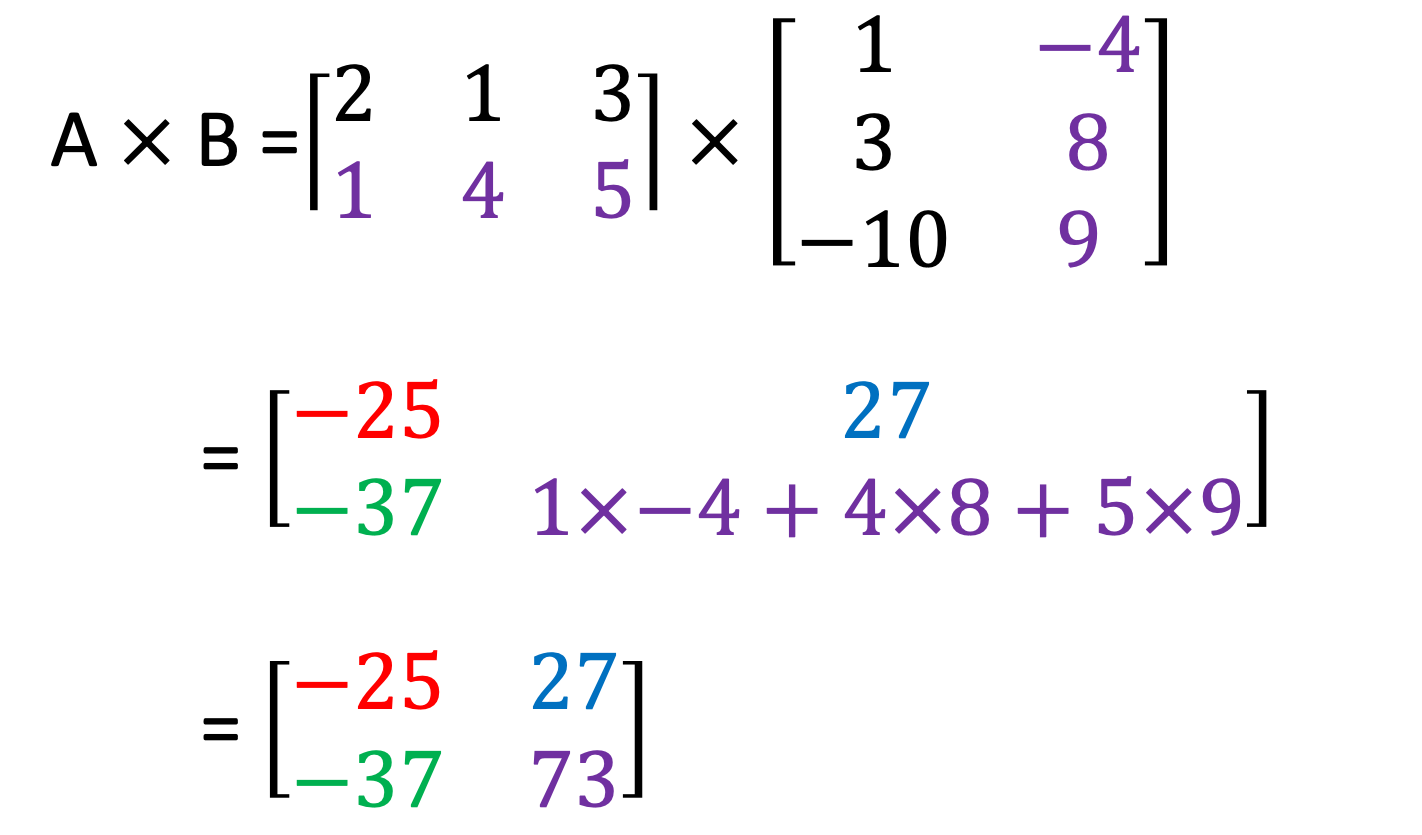 A × B = [2 1 3] × [1 −4]
[1 4 5] [3 8]
[−10 9]
= [−25 27]
[−37 1×−4 + 4×8 + 5×9]
= [−25 27]
[−37 73]